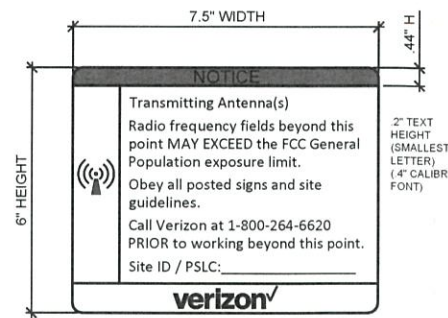 7.5" WIDTH
.44" H
NOTICE
6" HEIGHT
Transmitting Antenna(s)
Radio frequency fields beyond this
point MAY EXCEED the FCC General
Population exposure limit.
Obey all posted signs and site
guidelines.
Call Verizon at 1-800-264-6620
PRIOR to working beyond this point.
Site ID / PSLC:____________________
.2" TEXT
HEIGHT
(SMALLEST
LETTER)
(.4" CALIBR
FONT)
verizon✓